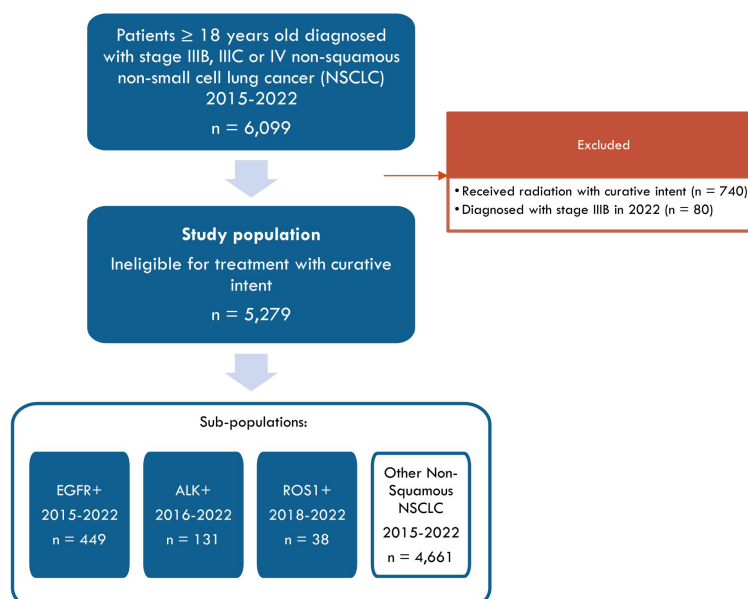 Patients ≥ 18 years old diagnosed
with stage IIIB, IIIC or IV non-squamous
non-small cell lung cancer (NSCLC)
2015-2022
n = 6,099
Excluded
• Received radiation with curative intent (n = 740)
• Diagnosed with stage IIIB in 2022 (n = 80)
Study population
Ineligible for treatment with curative
intent
n = 5,279
Sub-populations:
EGFR+
2015-2022
n = 449
ALK+
2016-2022
n = 131
ROS1+
2018-2022
n = 38
Other Non-
Squamous
NSCLC
2015-2022
n = 4,661